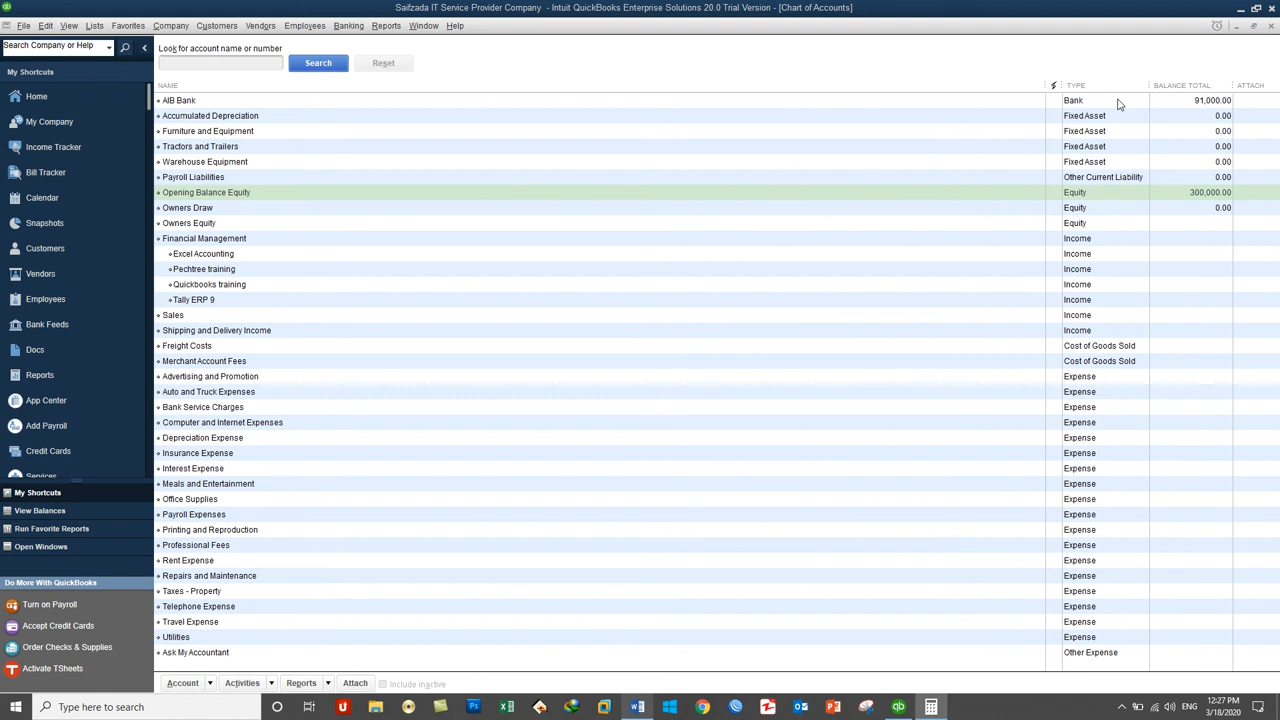 Saifzada IT Sevice Provider Company - Intuit QuickBooks Enterprise Solutions 20.0 Trial Version - [Chart of Accounts]
File Edit View Lists Favorites Company Customers Vendors Employees Banking Reports Window Help
Search Company or Help
My Shortcuts
Home
My Company
Income Tracker
Bill Tracker
Calendar
Snapshots
Customers
Vendors
Employees
Bank Feeds
Docs
Reports
App Center
Add Payroll
Credit Cards
Services
My Shortcuts
View Balances
Run Favorite Reports
Open Windows
Do More With QuickBooks
Turn on Payroll
Accept Credit Cards
Order Checks & Supplies
Activate TSheets
Look for account name or number
Search Reset
NAME TYPE BALANCE TOTAL ATTACH
AIB Bank Bank 91,000.00
Accumulated Depreciation Fixed Asset 0.00
Furniture and Equipment Fixed Asset 0.00
Tractors and Trailers Fixed Asset 0.00
Warehouse Equipment Fixed Asset 0.00
Payroll Liabilities Other Current Liability 0.00
Opening Balance Equity Equity 300,000.00
Owners Draw Equity 0.00
Owners Equity Equity
Financial Management Income
Excel Accounting Income
Pechtree training Income
Quickbooks training Income
Tally ERP 9 Income
Sales Income
Shipping and Delivery Income Income
Freight Costs Cost of Goods Sold
Merchant Account Fees Cost of Goods Sold
Advertising and Promotion Expense
Auto and Truck Expenses Expense
Bank Service Charges Expense
Computer and Internet Expenses Expense
Depreciation Expense Expense
Insurance Expense Expense
Interest Expense Expense
Meals and Entertainment Expense
Office Supplies Expense
Payroll Expenses Expense
Printing and Reproduction Expense
Professional Fees Expense
Rent Expense Expense
Repairs and Maintenance Expense
Taxes - Property Expense
Telephone Expense Expense
Travel Expense Expense
Utilities Expense
Ask My Accountant Other Expense
Account Activities Reports Attach Include inactive
Type here to search
ENG
12:27 PM
3/18/2020